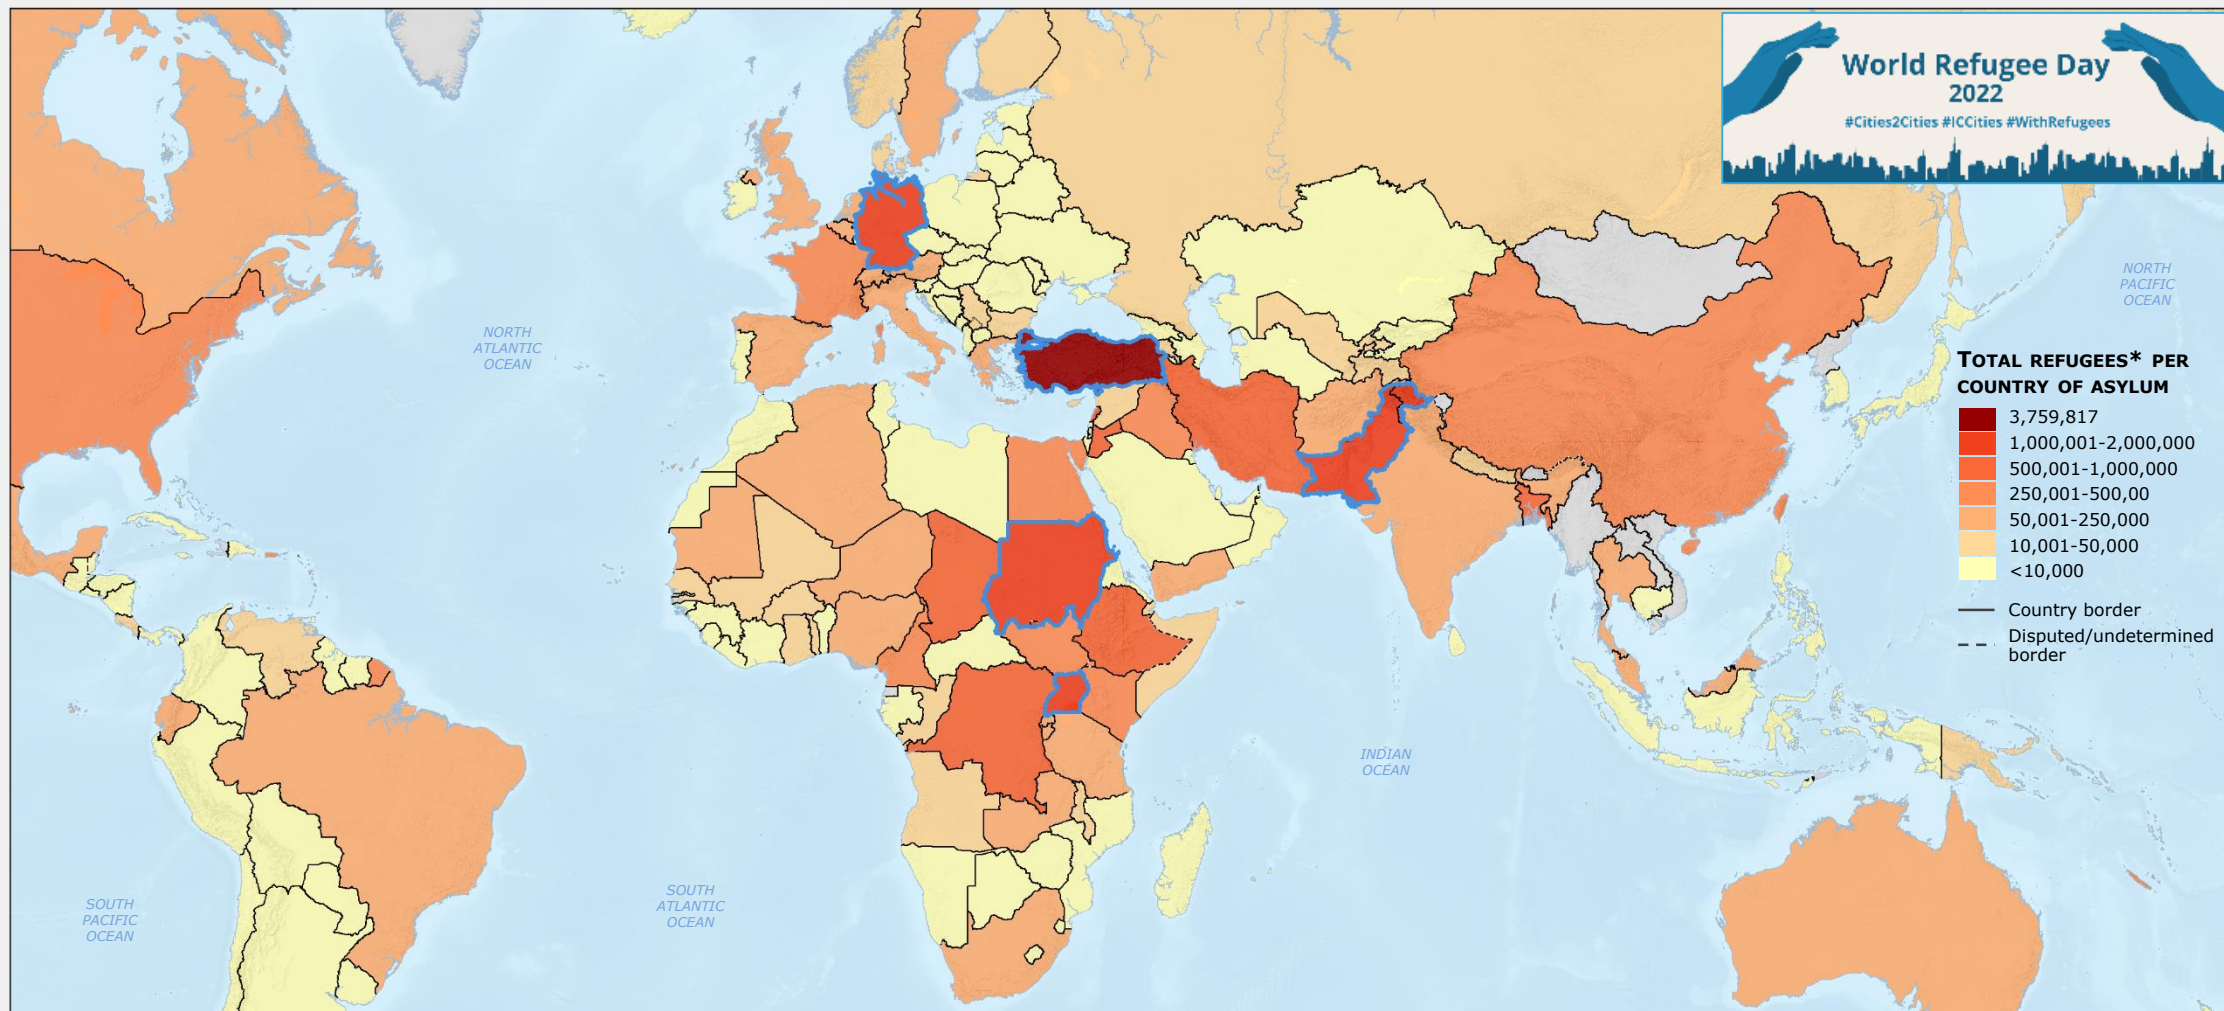 World Refugee Day
2022
#Cities2Cities #ICCities #WithRefugees
NORTH
PACIFIC
OCEAN
NORTH
ATLANTIC
OCEAN
TOTAL REFUGEES* PER
COUNTRY OF ASYLUM
3,759,817
1,000,001-2,000,000
500,001-1,000,000
250,001-500,00
50,001-250,000
10,001-50,000
<10,000
Country border
Disputed/undetermined
border
INDIAN
OCEAN
SOUTH
PACIFIC
OCEAN
SOUTH
ATLANTIC
OCEAN